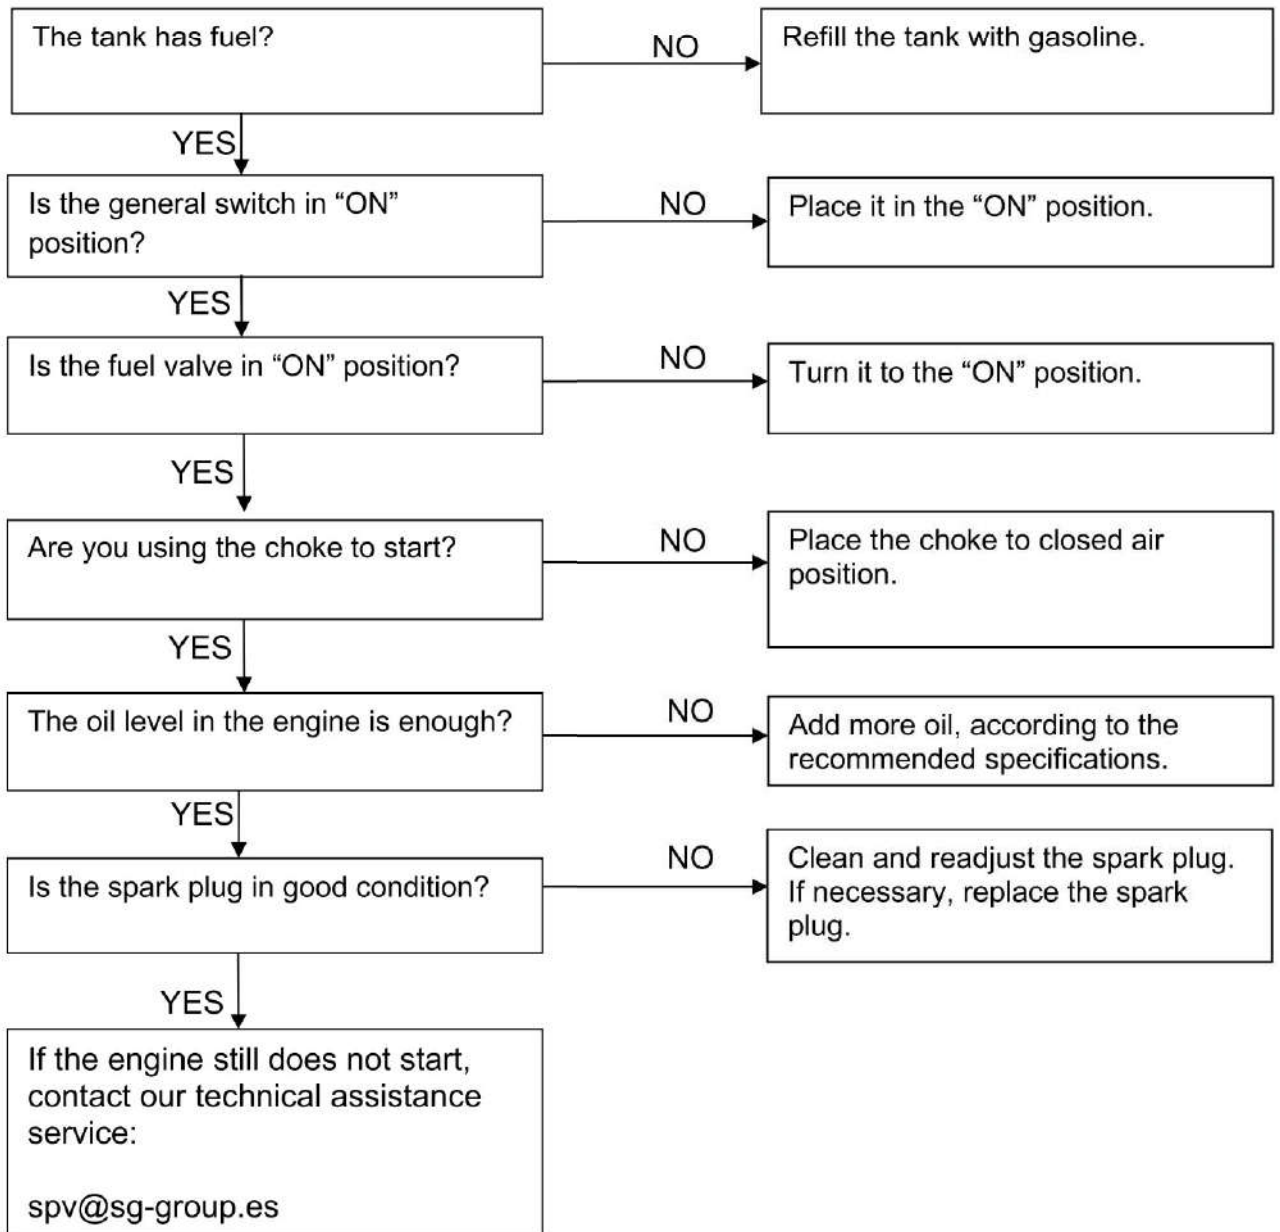 The tank has fuel?
NO
Refill the tank with gasoline.
YES
Is the general switch in “ON”
position?
NO
Place it in the “ON” position.
YES
Is the fuel valve in “ON” position?
NO
Turn it to the “ON” position.
YES
Are you using the choke to start?
NO
Place the choke to closed air
position.
YES
The oil level in the engine is enough?
NO
Add more oil, according to the
recommended specifications.
YES
Is the spark plug in good condition?
NO
Clean and readjust the spark plug.
If necessary, replace the spark
plug.
YES
If the engine still does not start,
contact our technical assistance
service:
spv@sg-group.es